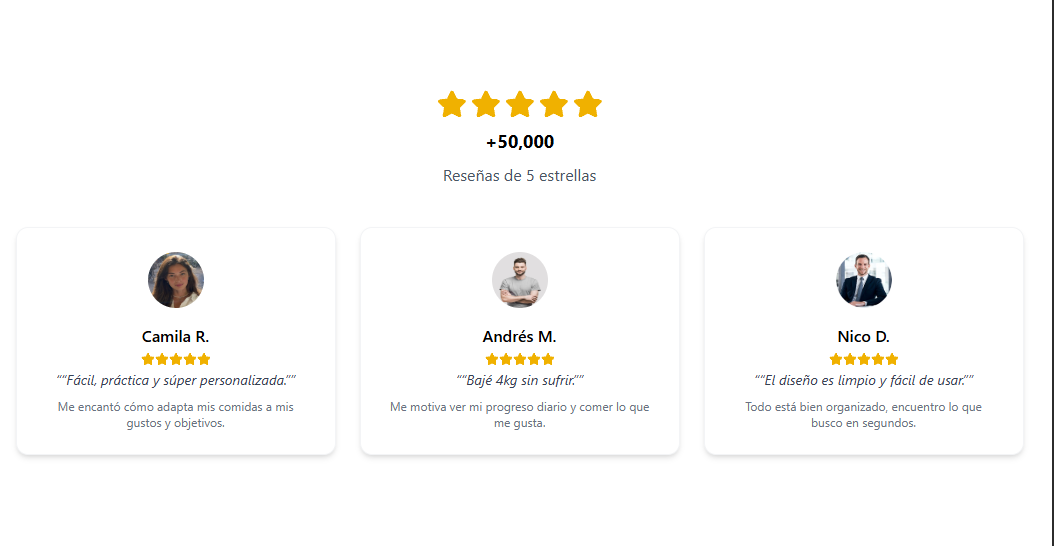 +50,000
Reseñas de 5 estrellas
Camila R.
““Fácil, práctica y súper personalizada.””
Me encantó cómo adapta mis comidas a mis
gustos y objetivos.
Andrés M.
““Bajé 4kg sin sufrir.””
Me motiva ver mi progreso diario y comer lo que
me gusta.
Nico D.
““El diseño es limpio y fácil de usar.””
Todo está bien organizado, encuentro lo que
busco en segundos.